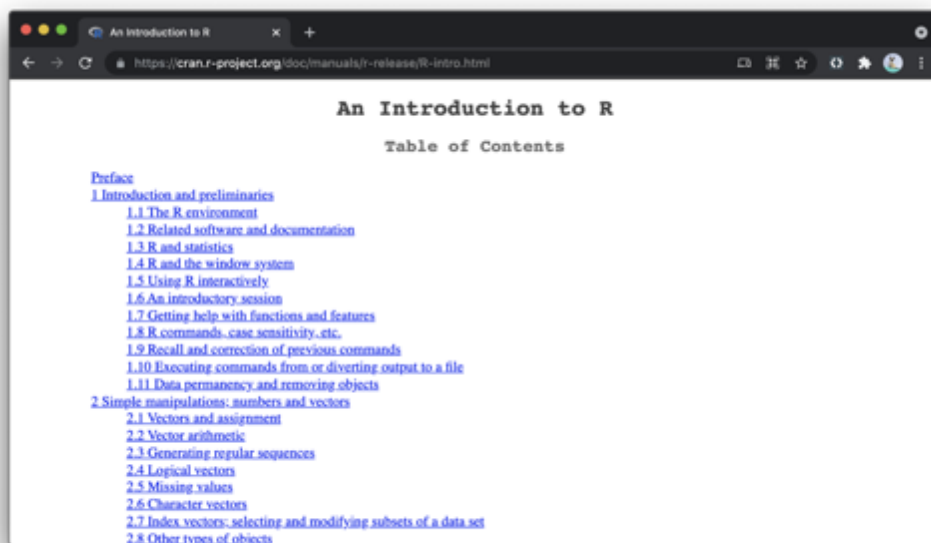 An Introduction to R
https://cran.r-project.org/doc/manuals/r-release/R-intro.html
An Introduction to R
Table of Contents
Preface
1 Introduction and preliminaries
1.1 The R environment
1.2 Related software and documentation
1.3 R and statistics
1.4 R and the window system
1.5 Using R interactively
1.6 An introductory session
1.7 Getting help with functions and features
1.8 R commands, case sensitivity, etc.
1.9 Recall and correction of previous commands
1.10 Executing commands from or diverting output to a file
1.11 Data permanency and removing objects
2 Simple manipulations; numbers and vectors
2.1 Vectors and assignment
2.2 Vector arithmetic
2.3 Generating regular sequences
2.4 Logical vectors
2.5 Missing values
2.6 Character vectors
2.7 Index vectors; selecting and modifying subsets of a data set
2.8 Other types of objects